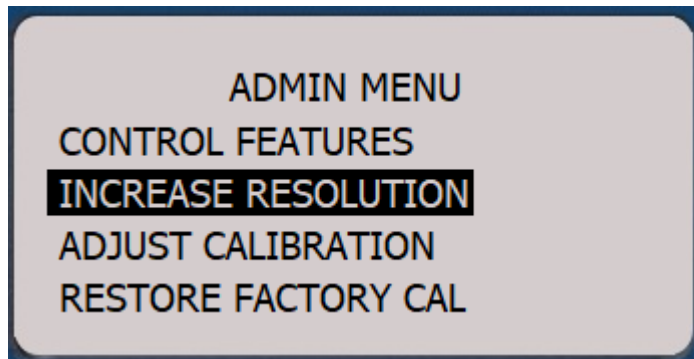 ADMIN MENU
CONTROL FEATURES
INCREASE RESOLUTION
ADJUST CALIBRATION
RESTORE FACTORY CAL